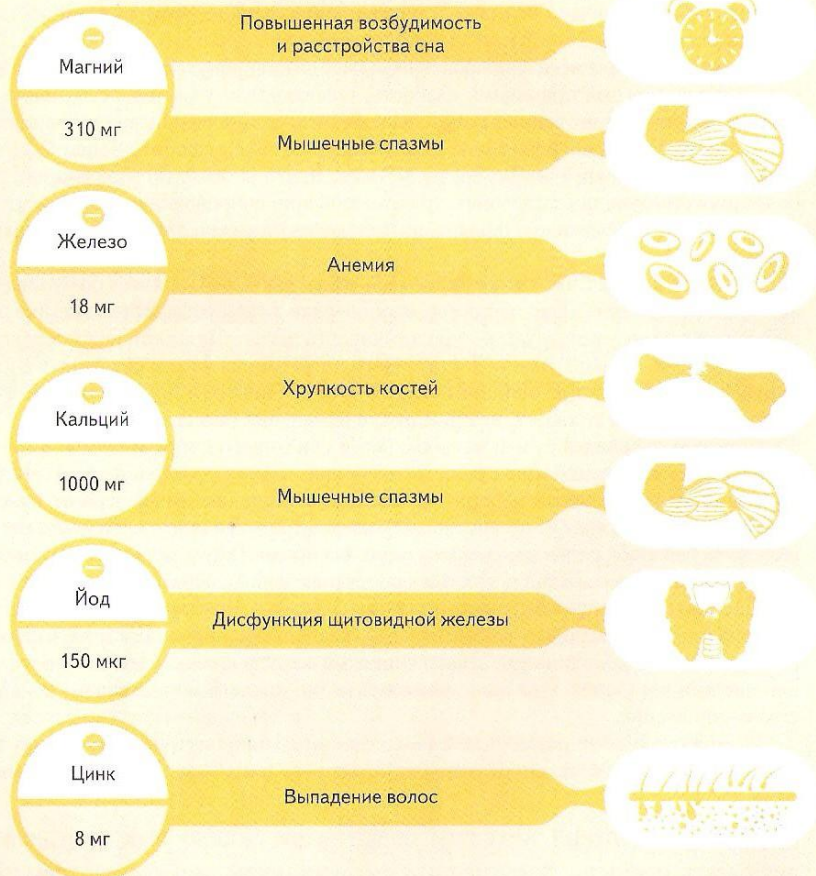 Повышенная возбудимость
и расстройства сна
Магний
310 мг
Мышечные спазмы
Железо
18 мг
Анемия
Хрупкость костей
Кальций
1000 мг
Мышечные спазмы
Йод
150 мкг
Дисфункция щитовидной железы
Цинк
8 мг
Выпадение волос